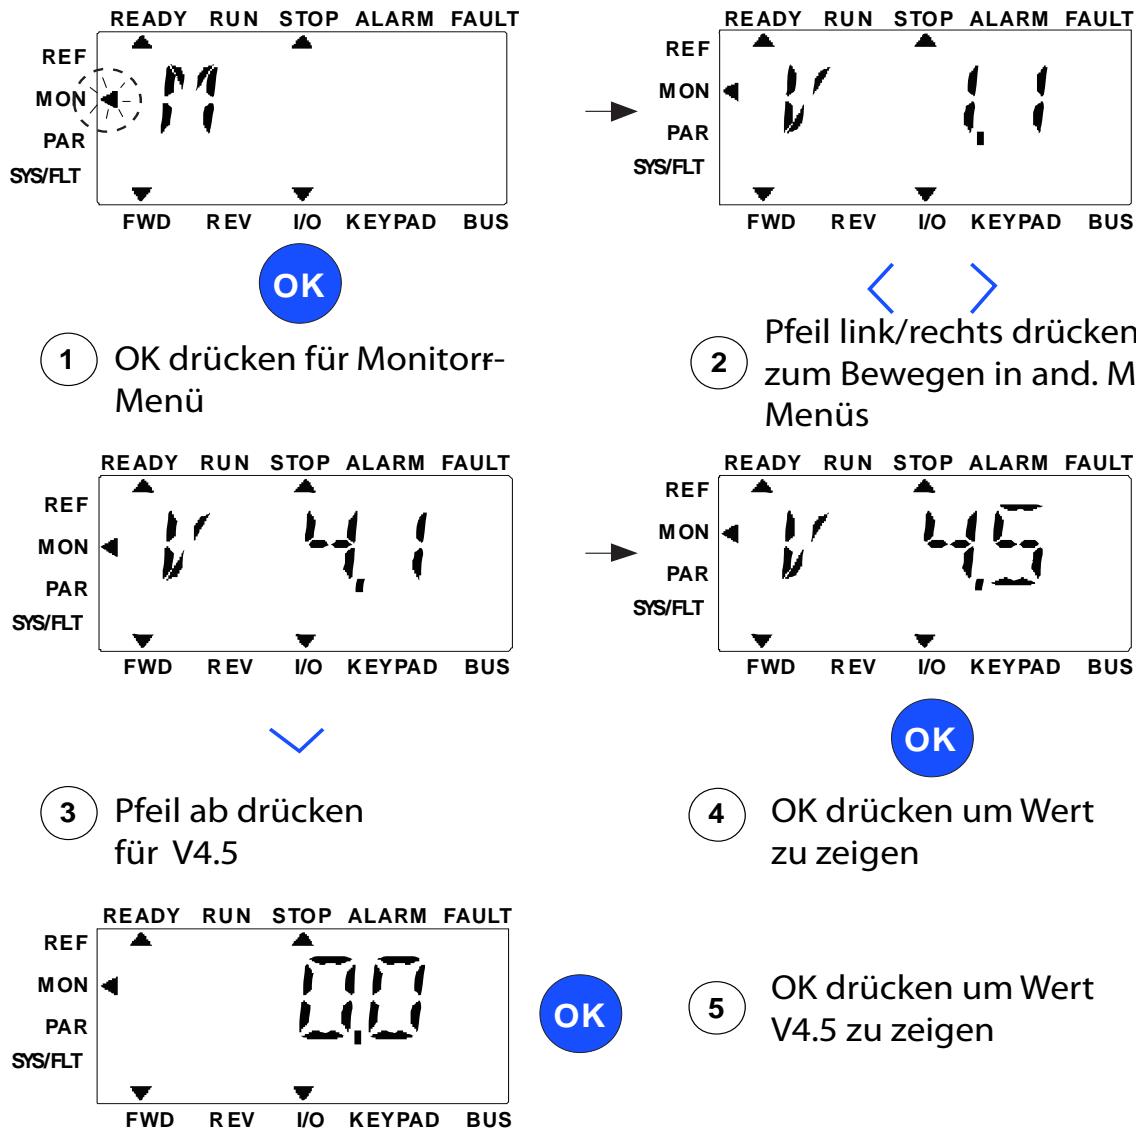 READY RUN STOP ALARM FAULT
REF
MON
PAR
SYS/FLT
M
FWD REV I/O KEYPAD BUS
OK
1 OK drücken für Monitorr-
Menü
READY RUN STOP ALARM FAULT
REF
MON
PAR
SYS/FLT
V 1.1
FWD REV I/O KEYPAD BUS
2 Pfeil link/rechts drücken
zum Bewegen in and. M
Menüs
READY RUN STOP ALARM FAULT
REF
MON
PAR
SYS/FLT
V 4.1
FWD REV I/O KEYPAD BUS
3 Pfeil ab drücken
für V4.5
READY RUN STOP ALARM FAULT
REF
MON
PAR
SYS/FLT
V 4.5
FWD REV I/O KEYPAD BUS
OK
4 OK drücken um Wert
zu zeigen
READY RUN STOP ALARM FAULT
REF
MON
PAR
SYS/FLT
0.0
FWD REV I/O KEYPAD BUS
OK
5 OK drücken um Wert
V4.5 zu zeigen